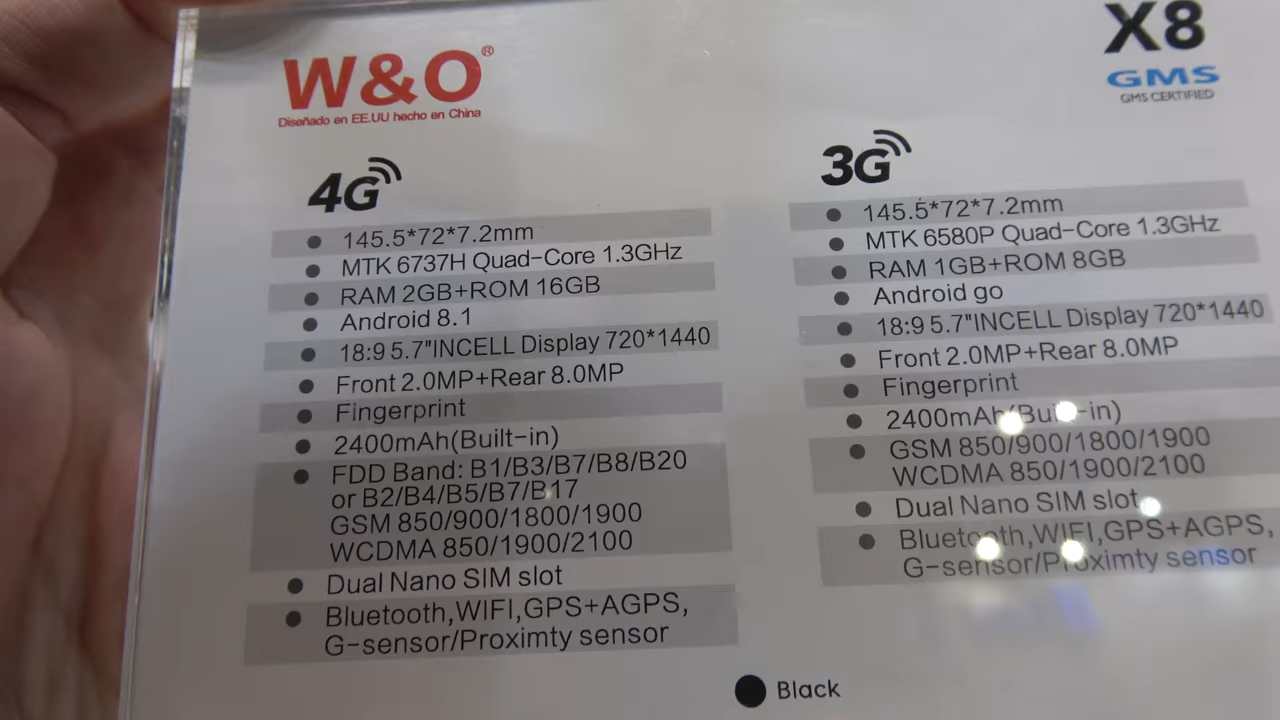 W&O®
Diseñado en EE.UU hecho en China
X8
GMS
GMS CERTIFIED
4G
145.5*72*7.2mm
MTK 6737H Quad-Core 1.3GHz
RAM 2GB+ROM 16GB
Android 8.1
18:9 5.7"INCELL Display 720*1440
Front 2.0MP+Rear 8.0MP
Fingerprint
2400mAh(Built-in)
FDD Band: B1/B3/B7/B8/B20
or B2/B4/B5/B7/B17
GSM 850/900/1800/1900
WCDMA 850/1900/2100
Dual Nano SIM slot
Bluetooth,WIFI,GPS+AGPS,
G-sensor/Proximty sensor
3G
145.5*72*7.2mm
MTK 6580P Quad-Core 1.3GHz
RAM 1GB+ROM 8GB
Android go
18:9 5.7"INCELL Display 720*1440
Front 2.0MP+Rear 8.0MP
Fingerprint
2400mAh(Built-in)
GSM 850/900/1800/1900
WCDMA 850/1900/2100
Dual Nano SIM slot
Bluetooth,WIFI,GPS+AGPS,
G-sensor/Proximty sensor
Black